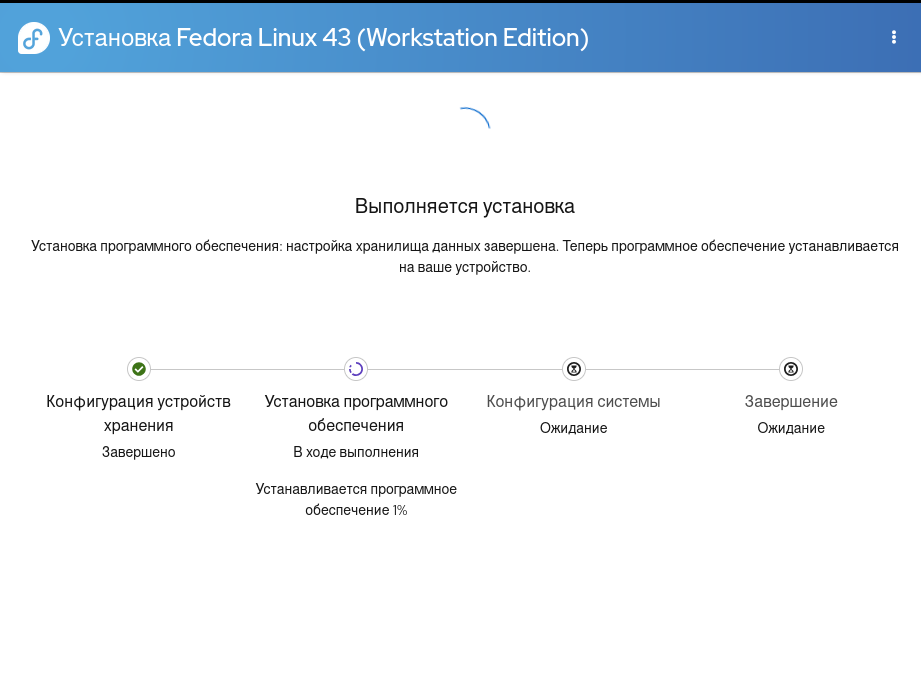 Установка Fedora Linux 43 (Workstation Edition)
Выполняется установка
Установка программного обеспечения: настройка хранилища данных завершена. Теперь программное обеспечение устанавливается
на ваше устройство.
Конфигурация устройств
хранения
Завершено
Установка программного
обеспечения
В ходе выполнения
Устанавливается программное
обеспечение 1%
Конфигурация системы
Ожидание
Завершение
Ожидание